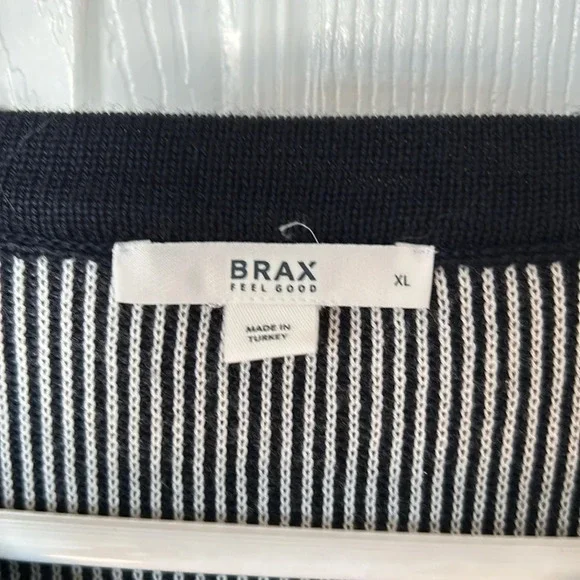 BRAX
FEEL GOOD
XL
MADE IN
TURKEY